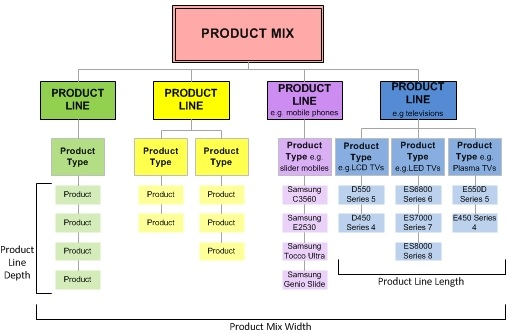 PRODUCT MIX
PRODUCT
LINE
PRODUCT
LINE
PRODUCT
LINE
e.g. mobile phones
PRODUCT
LINE
e.g televisions
Product
Type
Product
Type
Product
Type
Product
Type e.g.
slider mobiles
Product
Type
e.g.LCD TVs
Product
Type
e.g.LED TVs
Product
Type e.g.
Plasma TVs
Product
Product
Product
Product
Product
Product
Product
Product
Product
Samsung
C3560
Samsung
E2530
Samsung
Tocco Ultra
Samsung
Genio Slide
D550
Series 5
D450
Series 4
ES6800
Series 6
ES7000
Series 7
ES8000
Series 8
E550D
Series 5
E450 Series
4
Product
Line
Depth
Product Line Length
Product Mix Width